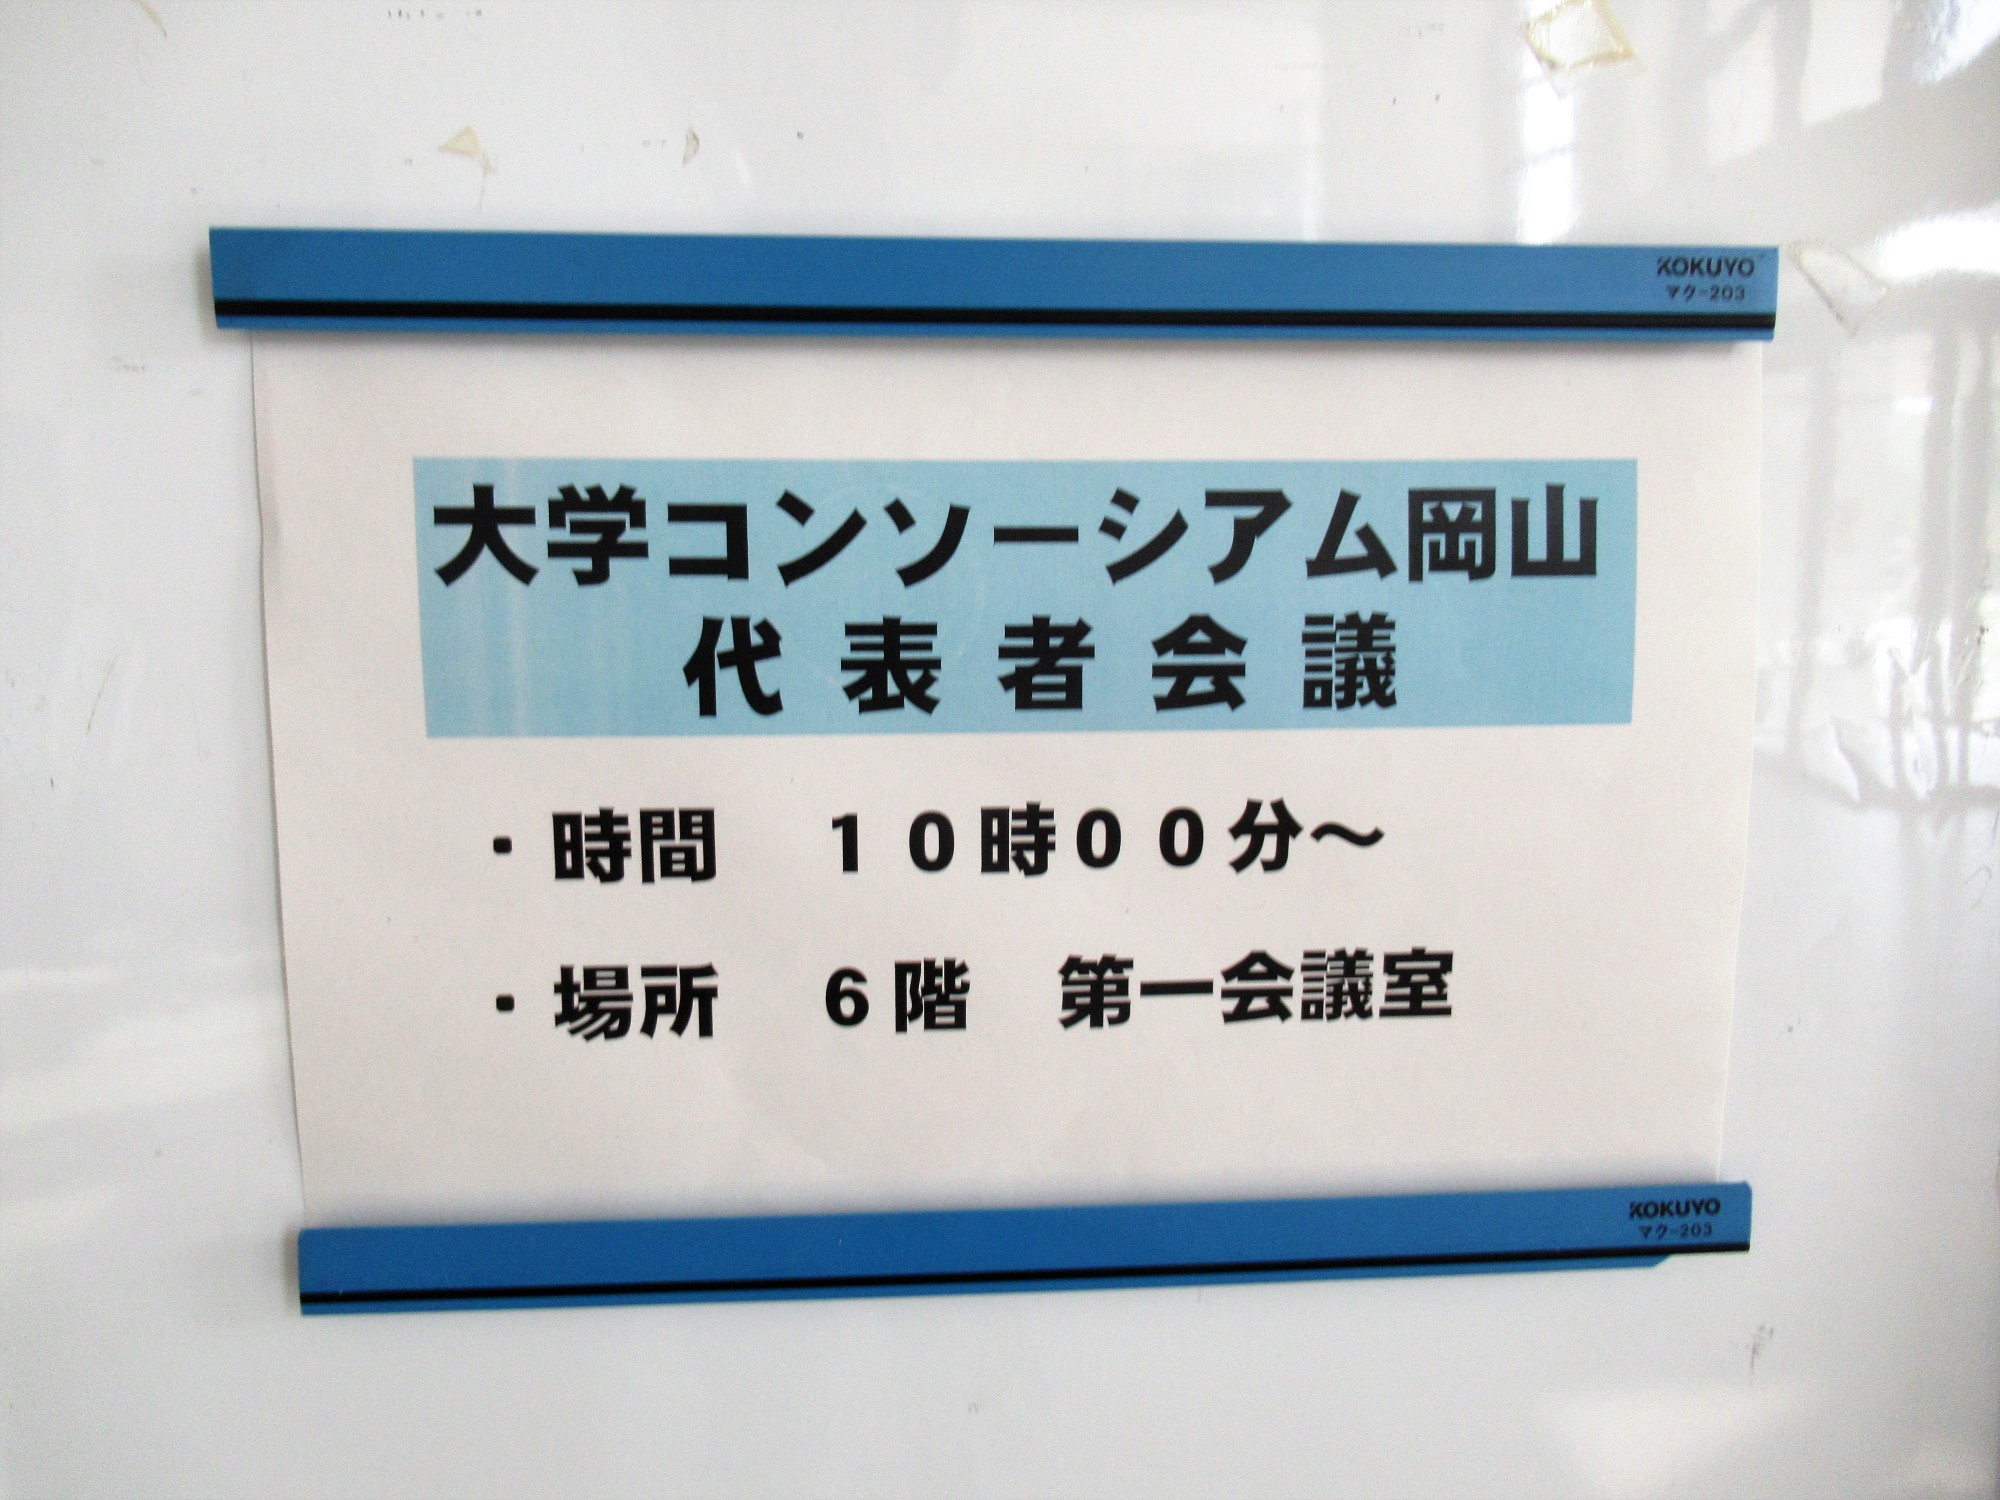 KOKUYO
マク-203
大学コンソーシアム岡山
代表者会議
・時間　１０時００分～
・場所　６階　第一会議室
KOKUYO
マク-203